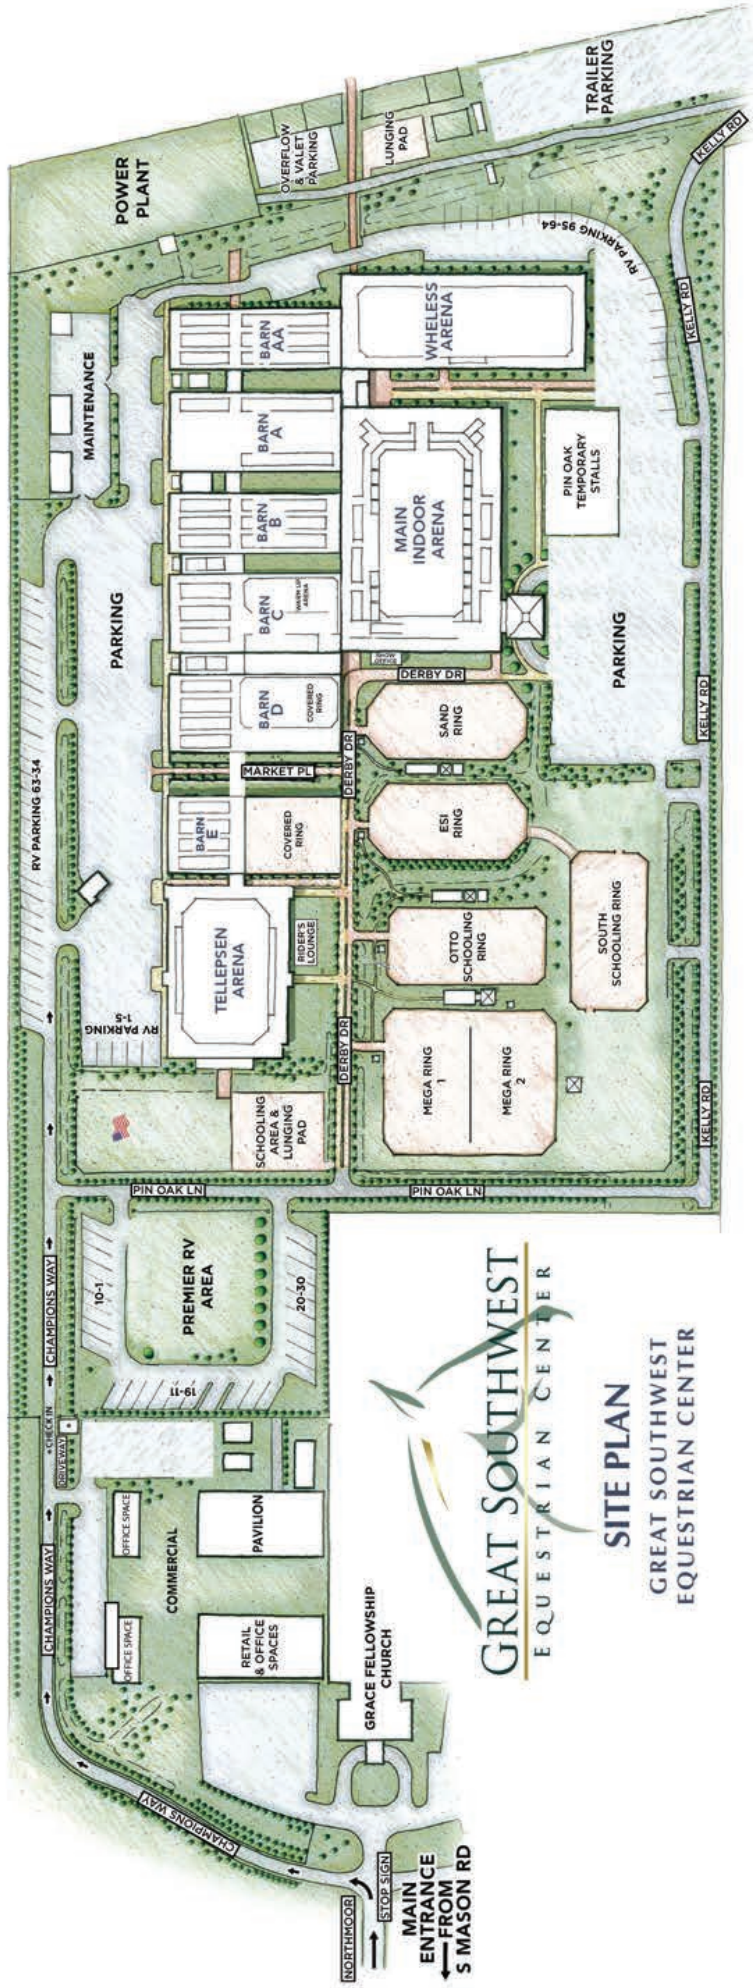 POWER
PLANT
OVERFLOW
& VALET
PARKING
LUNGING
PAD
TRAILER
PARKING
KELLY RD
MAINTENANCE
BARN
AA
WHELESS
ARENA
RV PARKING 95-64
KELLY RD
BARN
A
BARN
B
BARN
C
WARM UP
ARENA
BARN
D
COVERED
RING
MAIN
INDOOR
ARENA
PIN OAK
TEMPORARY
STALLS
PARKING
PARKING
RV PARKING 63-34
DERBY DR
SAND
RING
KELLY RD
MARKET PL
DERBY DR
BARN
E
COVERED
RING
ESI
RING
TELLEPSEN
ARENA
RIDER'S
LOUNGE
OTTO
SCHOOLING
RING
SOUTH
SCHOOLING RING
RV PARKING
1-5
DERBY DR
MEGA RING
1
MEGA RING
2
SCHOOLING
AREA &
LUNGING
PAD
KELLY RD
PIN OAK LN
PIN OAK LN
CHAMPIONS WAY
10-1
PREMIER RV
AREA
20-30
19-11
CHECK IN
DRIVEWAY
CHAMPIONS WAY
OFFICE SPACE
OFFICE SPACE
COMMERCIAL
PAVILION
RETAIL
& OFFICE
SPACES
GRACE FELLOWSHIP
CHURCH
CHAMPIONS WAY
NORTHMOOR
STOP SIGN
MAIN
ENTRANCE
FROM
S MASON RD
GREAT SOUTHWEST
EQUESTRIAN CENTER
SITE PLAN
GREAT SOUTHWEST
EQUESTRIAN CENTER